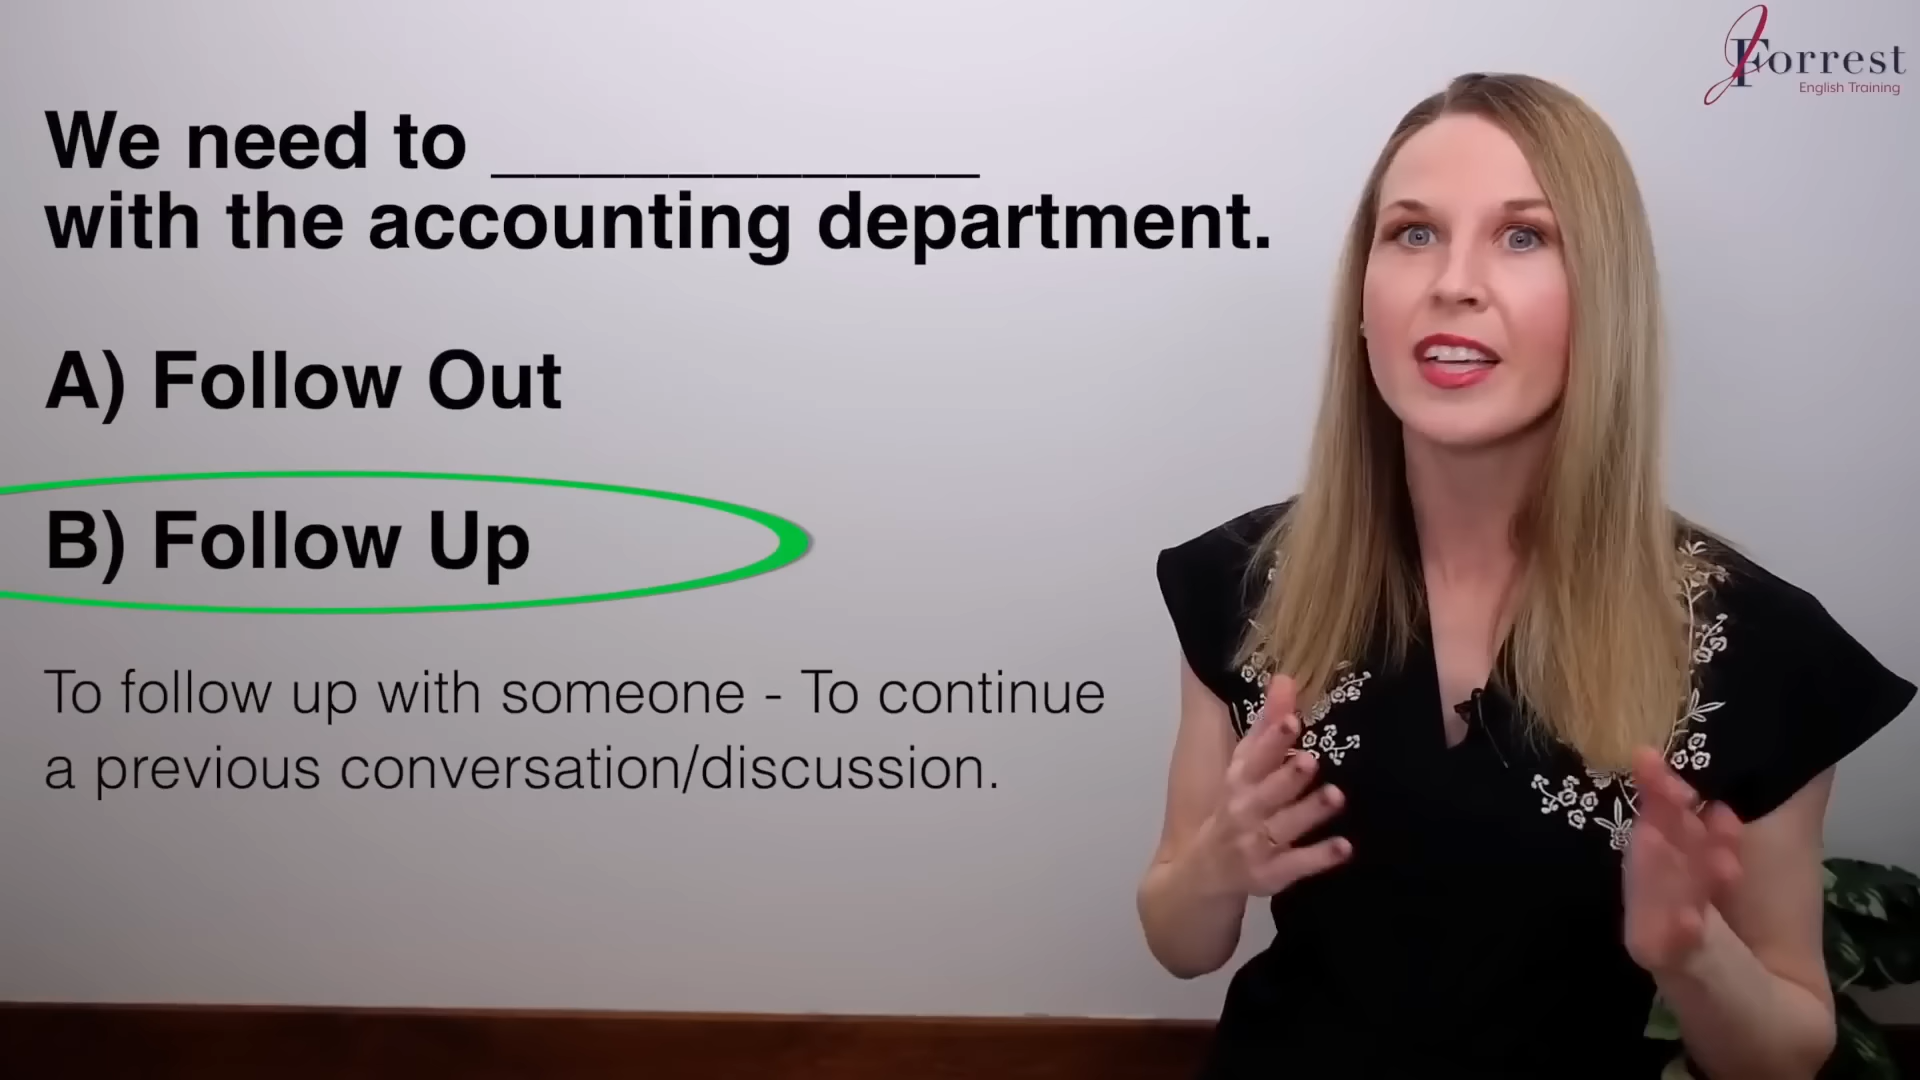 JForrest
English Training
We need to ___________
with the accounting department.
A) Follow Out
B) Follow Up
To follow up with someone - To continue
a previous conversation/discussion.